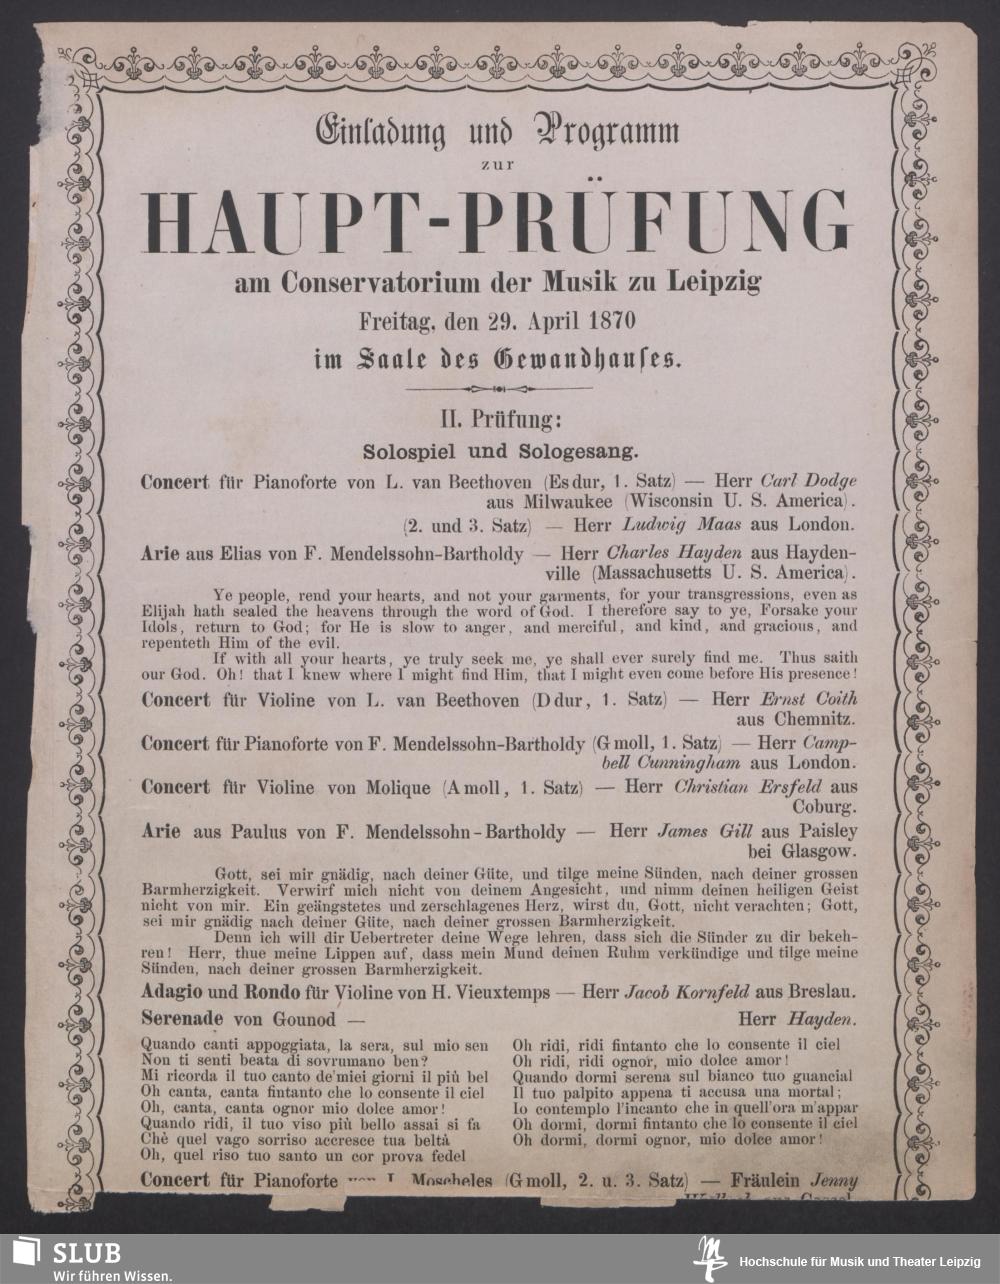 Einladung und Programm
zur
HAUPT-PRÜFUNG
am Conservatorium der Musik zu Leipzig
Freitag, den 29. April 1870
im Saale des Gewandhauses.
II. Prüfung:
Solospiel und Sologesang.
Concert für Pianoforte von L. van Beethoven (Es dur, 1. Satz) — Herr Carl Dodge
aus Milwaukee (Wisconsin U. S. America).
(2. und 3. Satz) — Herr Ludwig Maas aus London.
Arie aus Elias von F. Mendelssohn-Bartholdy — Herr Charles Hayden aus Hayden-
ville (Massachusetts U. S. America).
Ye people, rend your hearts, and not your garments, for your transgressions, even as
Elijah hath sealed the heavens through the word of God. I therefore say to ye, Forsake your
Idols, return to God; for He is slow to anger, and merciful, and kind, and gracious, and
repenteth Him of the evil.
If with all your hearts, ye truly seek me, ye shall ever surely find me. Thus saith
our God. Oh! that I knew where I might find Him, that I might even come before His presence!
Concert für Violine von L. van Beethoven (D dur, 1. Satz) — Herr Ernst Coith
aus Chemnitz.
Concert für Pianoforte von F. Mendelssohn-Bartholdy (G moll, 1. Satz) — Herr Camp-
bell Cunningham aus London.
Concert für Violine von Molique (A moll, 1. Satz) — Herr Christian Ersfeld aus
Coburg.
Arie aus Paulus von F. Mendelssohn-Bartholdy — Herr James Gill aus Paisley
bei Glasgow.
Gott, sei mir gnädig, nach deiner Güte, und tilge meine Sünden, nach deiner grossen
Barmherzigkeit. Verwirf mich nicht von deinem Angesicht, und nimm deinen heiligen Geist
nicht von mir. Ein geängstetes und zerschlagenes Herz, wirst du, Gott, nicht verachten; Gott,
sei mir gnädig nach deiner Güte, nach deiner grossen Barmherzigkeit.
Denn ich will dir Uebertreter deine Wege lehren, dass sich die Sünder zu dir bekeh-
ren! Herr, thue meine Lippen auf, dass mein Mund deinen Ruhm verkündige und tilge meine
Sünden, nach deiner grossen Barmherzigkeit.
Adagio und Rondo für Violine von H. Vieuxtemps — Herr Jacob Kornfeld aus Breslau.
Serenade von Gounod — Herr Hayden.
Quando canti appoggiata, la sera, sul mio sen
Non ti senti beata di sovrumano ben?
Mi ricorda il tuo canto de'miei giorni il più bel
Oh canta, canta fintanto che lo consente il ciel
Oh, canta, canta ognor mio dolce amor!
Quando ridi, il tuo viso più bello assai si fa
Chè quel vago sorriso accresce tua beltà
Oh, quel riso tuo santo un cor prova fedel
Oh ridi, ridi fintanto che lo consente il ciel
Oh ridi, ridi ognor, mio dolce amor!
Quando dormi serena sul bianco tuo guancial
Il tuo palpito appena ti accusa una mortal;
Io contemplo l'incanto che in quell'ora m'appar
Oh dormi, dormi fintanto che lo consente il ciel
Oh dormi, dormi ognor, mio dolce amor!
Concert für Pianoforte von I. Moscheles (G moll, 2. u. 3. Satz) — Fräulein Jenny
aus Cassel
SLUB
Wir führen Wissen.
Hochschule für Musik und Theater Leipzig